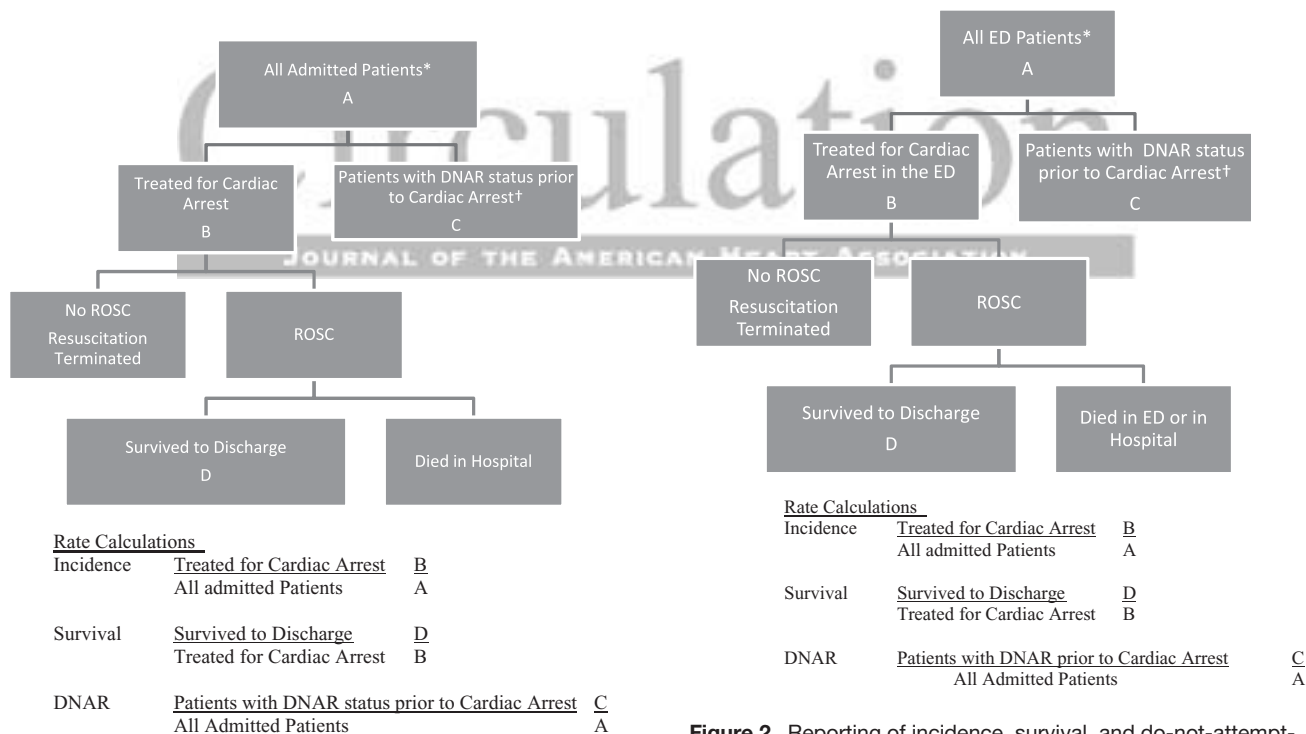 All Admitted Patients*
A
Treated for Cardiac
Arrest
B
Patients with DNAR status prior
to Cardiac Arrest†
C
No ROSC
Resuscitation
Terminated
ROSC
Survived to Discharge
D
Died in Hospital
Rate Calculations
Incidence Treated for Cardiac Arrest B
All admitted Patients A
Survival Survived to Discharge D
Treated for Cardiac Arrest B
DNAR Patients with DNAR status prior to Cardiac Arrest C
All Admitted Patients A
All ED Patients*
A
Treated for Cardiac
Arrest in the ED
B
Patients with DNAR status
prior to Cardiac Arrest†
C
No ROSC
Resuscitation
Terminated
ROSC
Survived to Discharge
D
Died in ED or in
Hospital
Rate Calculations
Incidence Treated for Cardiac Arrest B
All admitted Patients A
Survival Survived to Discharge D
Treated for Cardiac Arrest B
DNAR Patients with DNAR prior to Cardiac Arrest C
All Admitted Patients A
Figure 2. Reporting of incidence, survival, and do-not-attempt-
Circulation
JOURNAL OF THE AMERICAN HEART ASSOCIATION